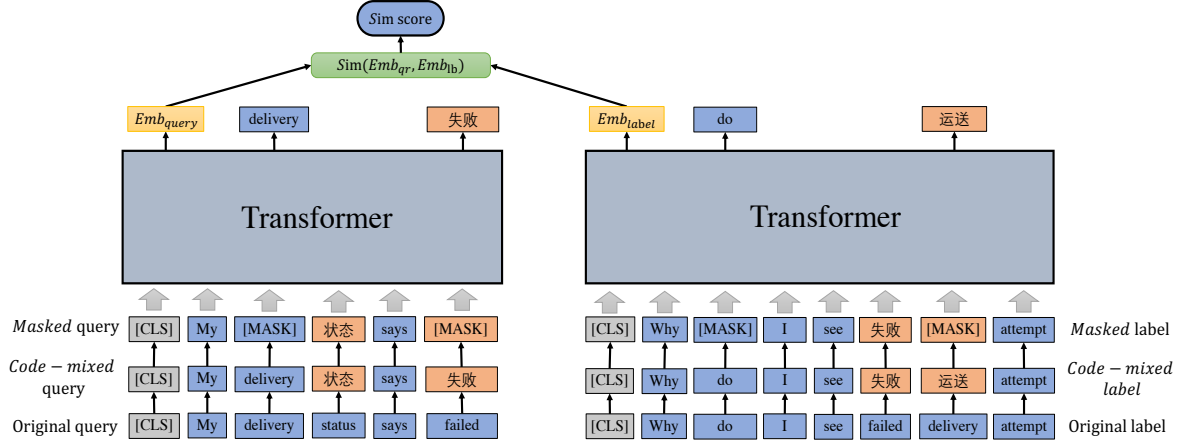 Sim score
Sim(Emb_qr, Emb_lb)
Emb_query delivery 失败 Emb_label do 运送
Transformer Transformer
Masked query [CLS] My [MASK] 状态 says [MASK] [CLS] Why [MASK] I see 失败 [MASK] attempt Masked label
Code-mixed query [CLS] My delivery 状态 says 失败 [CLS] Why do I see 失败 运送 attempt Code-mixed label
Original query [CLS] My delivery status says failed [CLS] Why do I see failed delivery attempt Original label